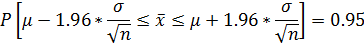 P[μ − 1.96 * σ/√n ≤ x̄ ≤ μ + 1.96 * σ/√n] = 0.95